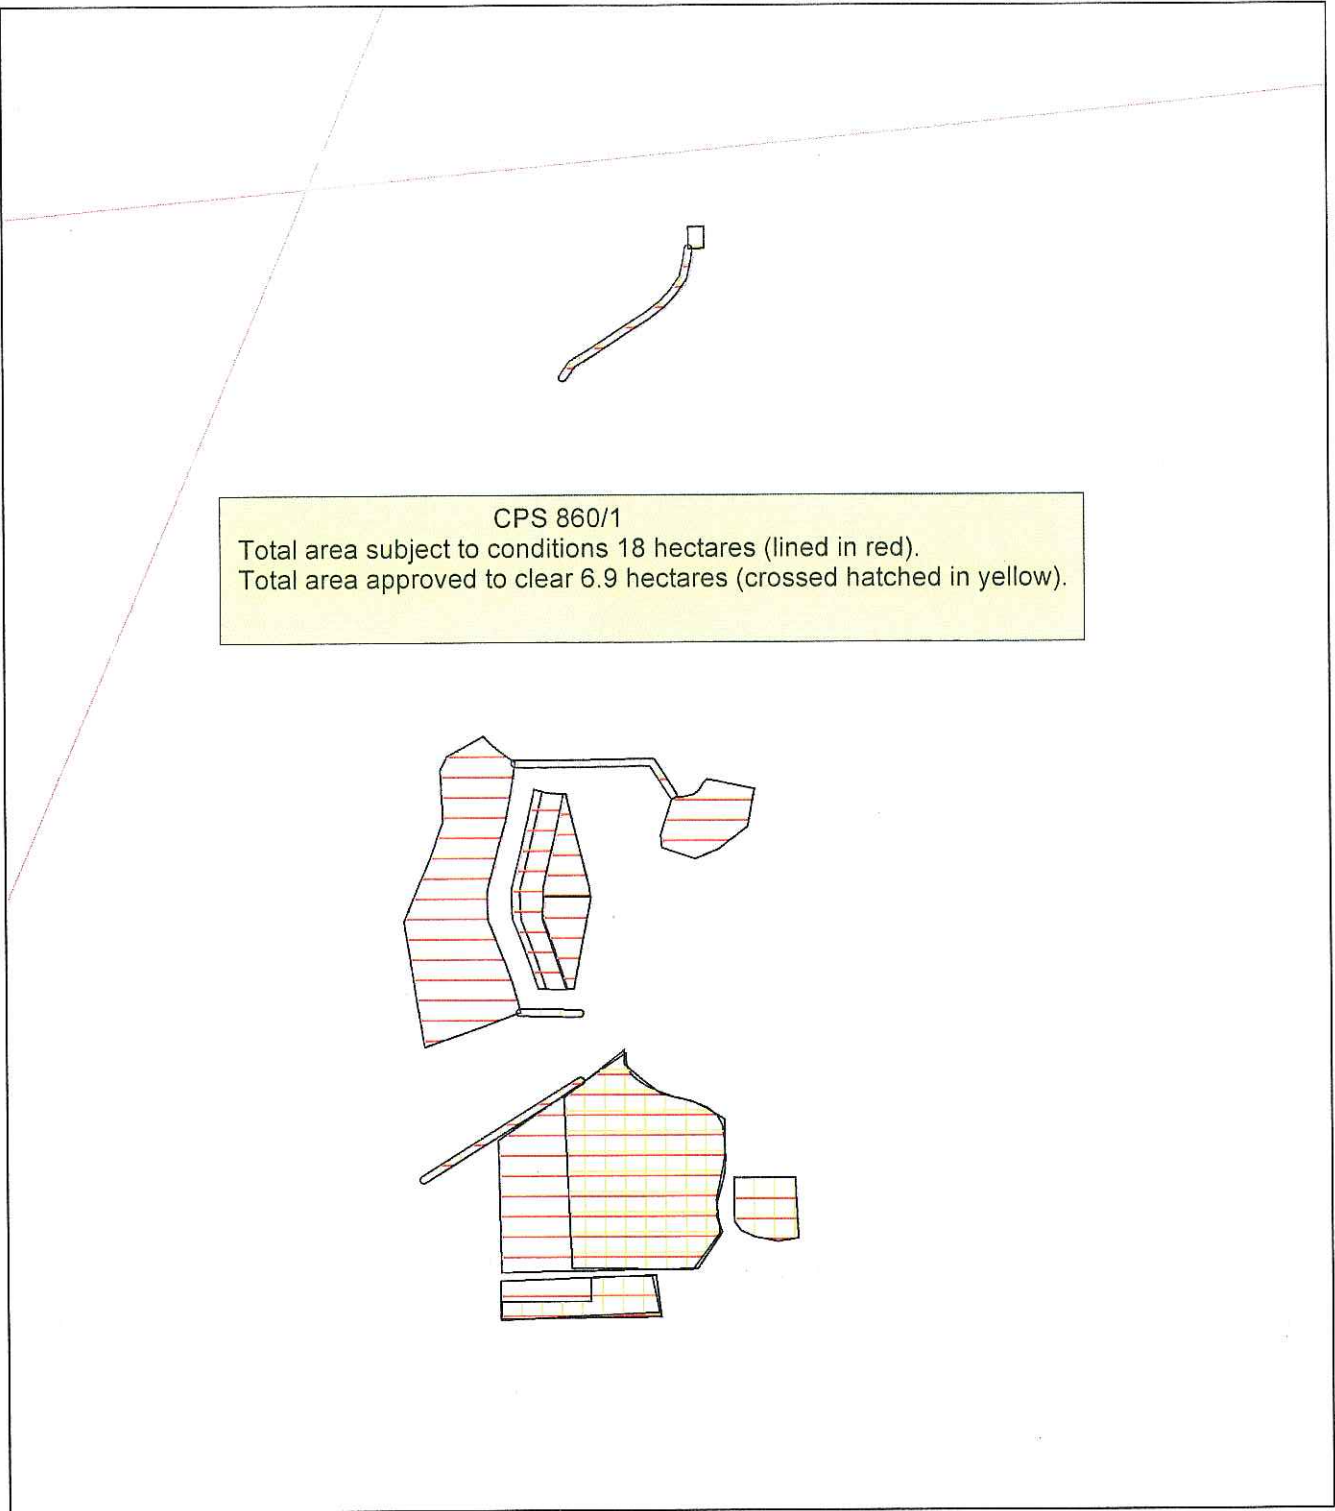 CPS 860/1
Total area subject to conditions 18 hectares (lined in red).
Total area approved to clear 6.9 hectares (crossed hatched in yellow).